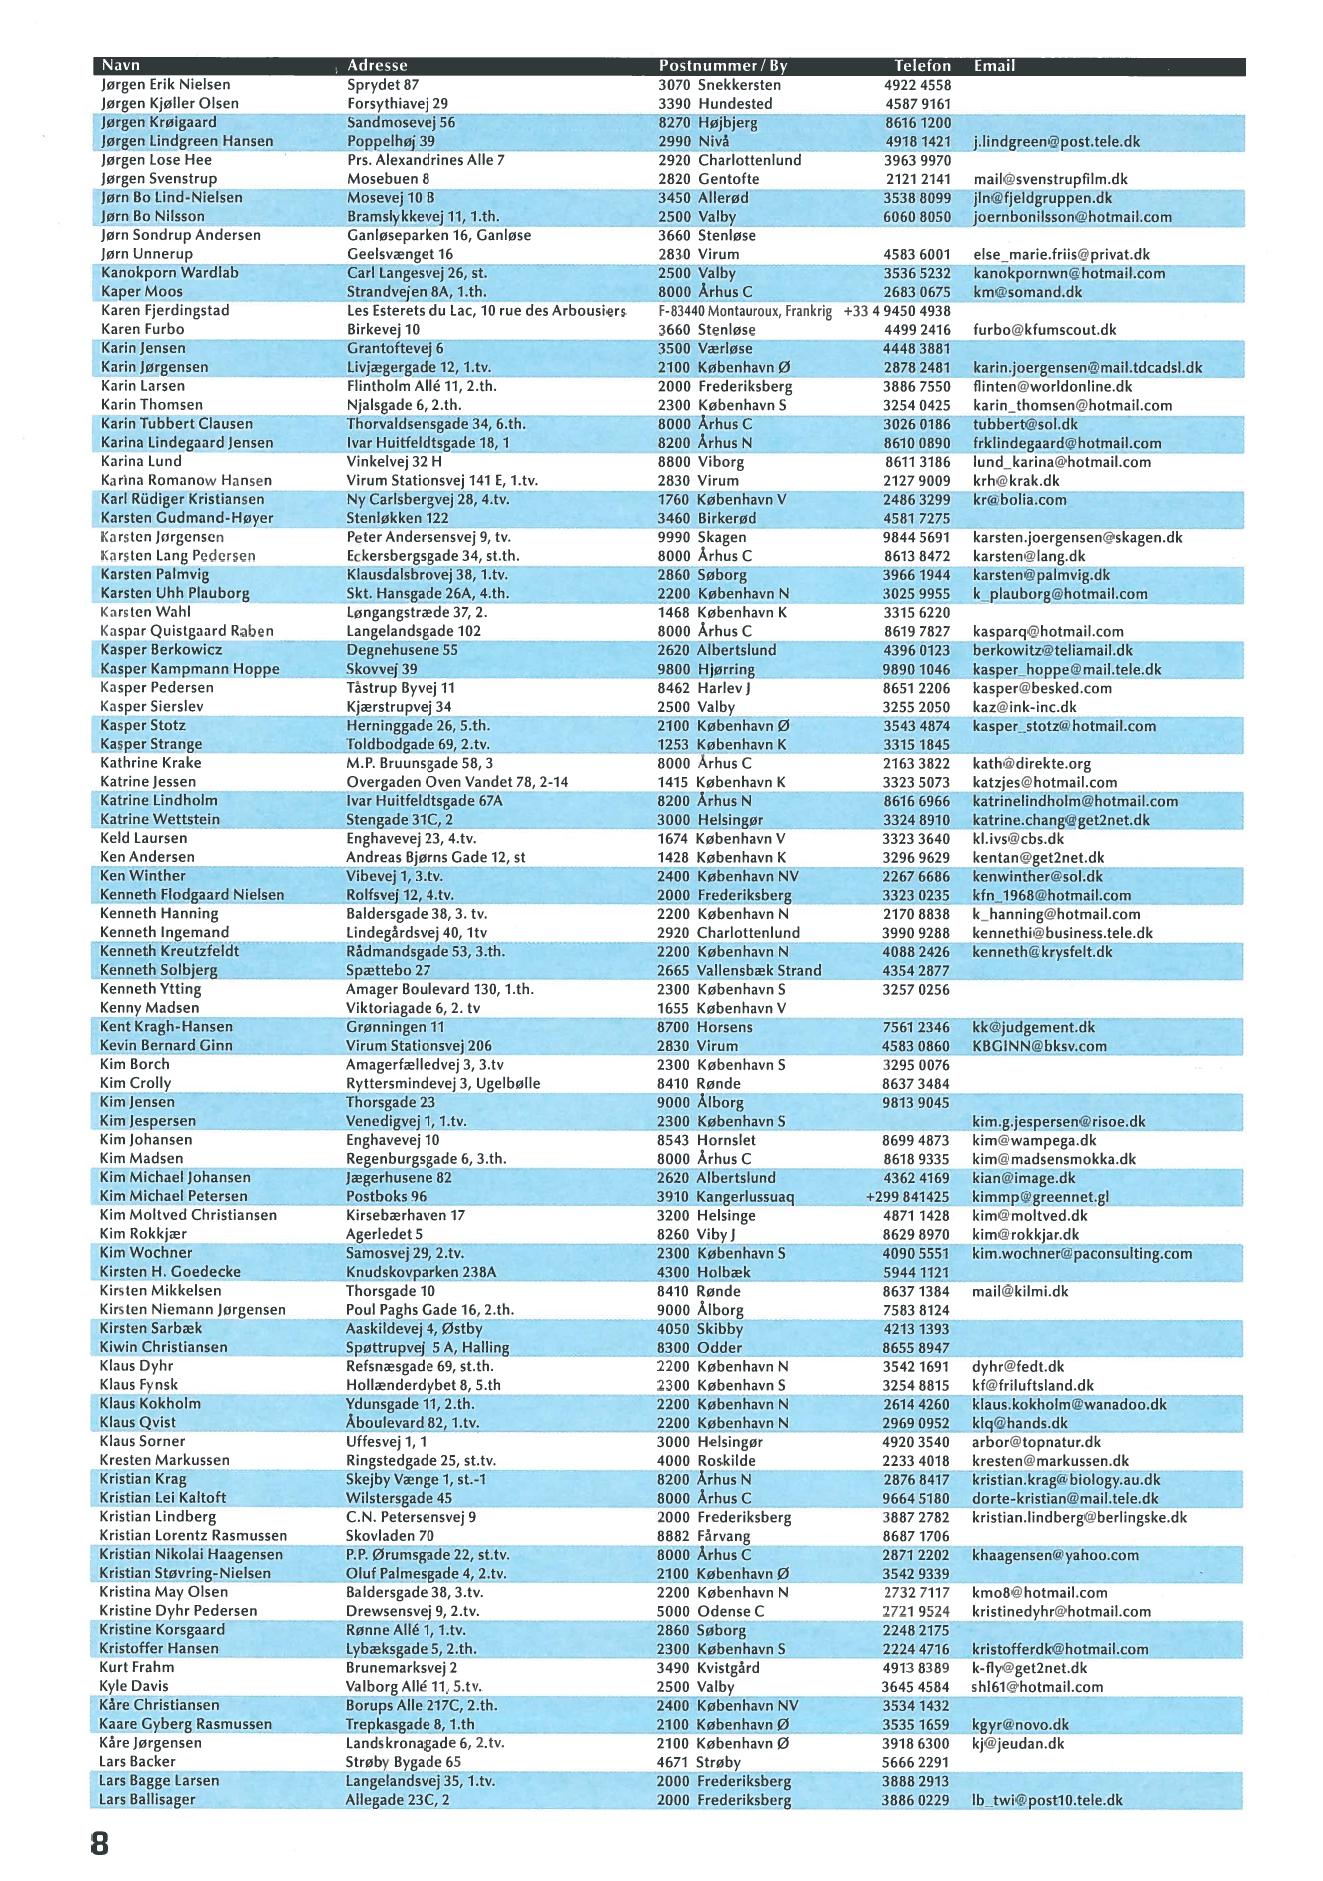 Navn Adresse Postnummer / By Telefon Email
Jørgen Erik Nielsen Sprydet 87 3070 Snekkersten 4922 4558
Jørgen Kjøller Olsen Forsythiavej 29 3390 Hundested 4587 9161
Jørgen Krøigaard Sandmosevej 56 8270 Højbjerg 8616 1200
Jørgen Lindgreen Hansen Poppelhøj 39 2990 Nivå 4918 1421 j.lindgreen@post.tele.dk
Jørgen Lose Hee Prs. Alexandrines Alle 7 2920 Charlottenlund 3963 9970
Jørgen Svenstrup Mosebuen 8 2820 Gentofte 2121 2141 mail@svenstrupfilm.dk
Jørn Bo Lind-Nielsen Mosevej 10 B 3450 Allerød 3538 8099 jln@fjeldgruppen.dk
Jørn Bo Nilsson Bramslykkevej 11, 1.th. 2500 Valby 6060 8050 joernbonilsson@hotmail.com
Jørn Sondrup Andersen Ganløseparken 16, Ganløse 3660 Stenløse
Jørn Unnerup Geelsvænget 16 2830 Virum 4583 6001 else_marie.friis@privat.dk
Kanokporn Wardlab Carl Langesvej 26, st. 2500 Valby 3536 5232 kanokpornwn@hotmail.com
Kaper Moos Strandvejen 8A, 1.th. 8000 Århus C 2683 0675 km@somand.dk
Karen Fjerdingstad Les Esterets du Lac, 10 rue des Arbousiers F-83440 Montauroux, Frankrig +33 4 9450 4938
Karen Furbo Birkevej 10 3660 Stenløse 4499 2416 furbo@kfumscout.dk
Karin Jensen Grantoftevej 6 3500 Værløse 4448 3881
Karin Jørgensen Livjægergade 12, 1.tv. 2100 København Ø 2878 2481 karin.joergensen@mail.tdcadsl.dk
Karin Larsen Flintholm Allé 11, 2.th. 2000 Frederiksberg 3886 7550 flinten@worldonline.dk
Karin Thomsen Njalsgade 6, 2.th. 2300 København S 3254 0425 karin_thomsen@hotmail.com
Karin Tubbert Clausen Thorvaldsensgade 34, 6.th. 8000 Århus C 3026 0186 tubbert@sol.dk
Karina Lindegaard Jensen Ivar Huitfeldtsgade 18, 1 8200 Århus N 8610 0890 frklindegaard@hotmail.com
Karina Lund Vinkelvej 32 H 8800 Viborg 8611 3186 lund_karina@hotmail.com
Karina Romanow Hansen Virum Stationsvej 141 E, 1.tv. 2830 Virum 2127 9009 krh@krak.dk
Karl Rüdiger Kristiansen Ny Carlsbergvej 28, 4.tv. 1760 København V 2486 3299 kr@bolia.com
Karsten Gudmand-Høyer Stenløkken 122 3460 Birkerød 4581 7275
Karsten Jørgensen Peter Andersensvej 9, tv. 9990 Skagen 9844 5691 karsten.joergensen@skagen.dk
Karsten Lang Pedersen Eckersbergsgade 34, st.th. 8000 Århus C 8613 8472 karsten@lang.dk
Karsten Palmvig Klausdalsbrovej 38, 1.tv. 2860 Søborg 3966 1944 karsten@palmvig.dk
Karsten Uhh Plauborg Skt. Hansgade 26A, 4.th. 2200 København N 3025 9955 k_plauborg@hotmail.com
Karsten Wahl Løngangstræde 37, 2. 1468 København K 3315 6220
Kaspar Quistgaard Raben Langelandsgade 102 8000 Århus C 8619 7827 kasparq@hotmail.com
Kasper Berkowicz Degnehusene 55 2620 Albertslund 4396 0123 berkowitz@teliamail.dk
Kasper Kampmann Hoppe Skovvej 39 9800 Hjørring 9890 1046 kasper_hoppe@mail.tele.dk
Kasper Pedersen Tåstrup Byvej 11 8462 Harlev J 8651 2206 kasper@besked.com
Kasper Sierslev Kjærstrupvej 34 2500 Valby 3255 2050 kaz@ink-inc.dk
Kasper Stotz Herninggade 26, 5.th. 2100 København Ø 3543 4874 kasper_stotz@hotmail.com
Kasper Strange Toldbodgade 69, 2.tv. 1253 København K 3315 1845
Kathrine Krake M.P. Bruunsgade 58, 3 8000 Århus C 2163 3822 kath@direkte.org
Katrine Jessen Overgaden Oven Vandet 78, 2-14 1415 København K 3323 5073 katzjes@hotmail.com
Katrine Lindholm Ivar Huitfeldtsgade 67A 8200 Århus N 8616 6966 katrinelindholm@hotmail.com
Katrine Wettstein Stengade 31C, 2 3000 Helsingør 3324 8910 katrine.chang@get2net.dk
Keld Laursen Enghavevej 23, 4.tv. 1674 København V 3323 3640 kl.ivs@cbs.dk
Ken Andersen Andreas Bjørns Gade 12, st 1428 København K 3296 9629 kentan@get2net.dk
Ken Winther Vibevej 1, 3.tv. 2400 København NV 2267 6686 kenwinther@sol.dk
Kenneth Flodgaard Nielsen Rolfsvej 12, 4.tv. 2000 Frederiksberg 3323 0235 kfn_1968@hotmail.com
Kenneth Hanning Baldersgade 38, 3. tv. 2200 København N 2170 8838 k_hanning@hotmail.com
Kenneth Ingemand Lindegårdsvej 40, 1tv 2920 Charlottenlund 3990 9288 kennethi@business.tele.dk
Kenneth Kreutzfeldt Rådmandsgade 53, 3.th. 2200 København N 4088 2426 kenneth@krysfelt.dk
Kenneth Solbjerg Spættebo 27 2665 Vallensbæk Strand 4354 2877
Kenneth Ytting Amager Boulevard 130, 1.th. 2300 København S 3257 0256
Kenny Madsen Viktoriagade 6, 2. tv 1655 København V
Kent Kragh-Hansen Grønningen 11 8700 Horsens 7561 2346 kk@judgement.dk
Kevin Bernard Ginn Virum Stationsvej 206 2830 Virum 4583 0860 KBGINN@bksv.com
Kim Borch Amagerfælledvej 3, 3.tv 2300 København S 3295 0076
Kim Crolly Ryttersmindevej 3, Ugelbølle 8410 Rønde 8637 3484
Kim Jensen Thorsgade 23 9000 Ålborg 9813 9045
Kim Jespersen Venedigvej 1, 1.tv. 2300 København S kim.g.jespersen@risoe.dk
Kim Johansen Enghavevej 10 8543 Hornslet 8699 4873 kim@wampega.dk
Kim Madsen Regenburgsgade 6, 3.th. 8000 Århus C 8618 9335 kim@madsensmokka.dk
Kim Michael Johansen Jægerhusene 82 2620 Albertslund 4362 4169 kian@image.dk
Kim Michael Petersen Postboks 96 3910 Kangerlussuaq +299 841425 kimmp@greennet.gl
Kim Moltved Christiansen Kirsebærhaven 17 3200 Helsinge 4871 1428 kim@moltved.dk
Kim Rokkjær Agerledet 5 8260 Viby J 8629 8970 kim@rokkjar.dk
Kim Wochner Samosvej 29, 2.tv. 2300 København S 4090 5551 kim.wochner@paconsulting.com
Kirsten H. Goedecke Knudskovparken 238A 4300 Holbæk 5944 1121
Kirsten Mikkelsen Thorsgade 10 8410 Rønde 8637 1384 mail@kilmi.dk
Kirsten Niemann Jørgensen Poul Paghs Gade 16, 2.th. 9000 Ålborg 7583 8124
Kirsten Sarbæk Aaskildevej 4, Østby 4050 Skibby 4213 1393
Kiwin Christiansen Spøttrupvej 5 A, Halling 8300 Odder 8655 8947
Klaus Dyhr Refsnæsgade 69, st.th. 2200 København N 3542 1691 dyhr@fedt.dk
Klaus Fynsk Hollænderdybet 8, 5.th 2300 København S 3254 8815 kf@friluftsland.dk
Klaus Kokholm Ydunsgade 11, 2.th. 2200 København N 2614 4260 klaus.kokholm@wanadoo.dk
Klaus Qvist Åboulevard 82, 1.tv. 2200 København N 2969 0952 klq@hands.dk
Klaus Sorner Uffesvej 1, 1 3000 Helsingør 4920 3540 arbor@topnatur.dk
Kresten Markussen Ringstedgade 25, st.tv. 4000 Roskilde 2233 4018 kresten@markussen.dk
Kristian Krag Skejby Vænge 1, st.-1 8200 Århus N 2876 8417 kristian.krag@biology.au.dk
Kristian Lei Kaltoft Wilstersgade 45 8000 Århus C 9664 5180 dorte-kristian@mail.tele.dk
Kristian Lindberg C.N. Petersensvej 9 2000 Frederiksberg 3887 2782 kristian.lindberg@berlingske.dk
Kristian Lorentz Rasmussen Skovladen 70 8882 Fårvang 8687 1706
Kristian Nikolai Haagensen P.P. Ørumsgade 22, st.tv. 8000 Århus C 2871 2202 khaagensen@yahoo.com
Kristian Støvring-Nielsen Oluf Palmesgade 4, 2.tv. 2100 København Ø 3542 9339
Kristina May Olsen Baldersgade 38, 3.tv. 2200 København N 2732 7117 kmo8@hotmail.com
Kristine Dyhr Pedersen Drewsensvej 9, 2.tv. 5000 Odense C 2721 9524 kristinedyhr@hotmail.com
Kristine Korsgaard Rønne Allé 1, 1.tv. 2860 Søborg 2248 2175
Kristoffer Hansen Lybæksgade 5, 2.th. 2300 København S 2224 4716 kristofferdk@hotmail.com
Kurt Frahm Brunemarksvej 2 3490 Kvistgård 4913 8389 k-fly@get2net.dk
Kyle Davis Valborg Allé 11, 5.tv. 2500 Valby 3645 4584 shl61@hotmail.com
Kåre Christiansen Borups Alle 217C, 2.th. 2400 København NV 3534 1432
Kaare Gyberg Rasmussen Trepkasgade 8, 1.th 2100 København Ø 3535 1659 kgyr@novo.dk
Kåre Jørgensen Landskronagade 6, 2.tv. 2100 København Ø 3918 6300 kj@jeudan.dk
Lars Backer Strøby Bygade 65 4671 Strøby 5666 2291
Lars Bagge Larsen Langelandsvej 35, 1.tv. 2000 Frederiksberg 3888 2913
Lars Ballisager Allegade 23C, 2 2000 Frederiksberg 3886 0229 lb_twi@post10.tele.dk
8